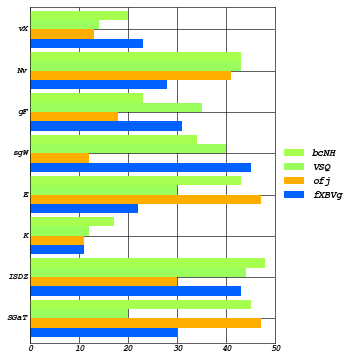 vX
Nv
gF
sgW
E
K
ISDZ
SGaT
0 10 20 30 40 50
bcNH
VSQ
ofj
fXBVg